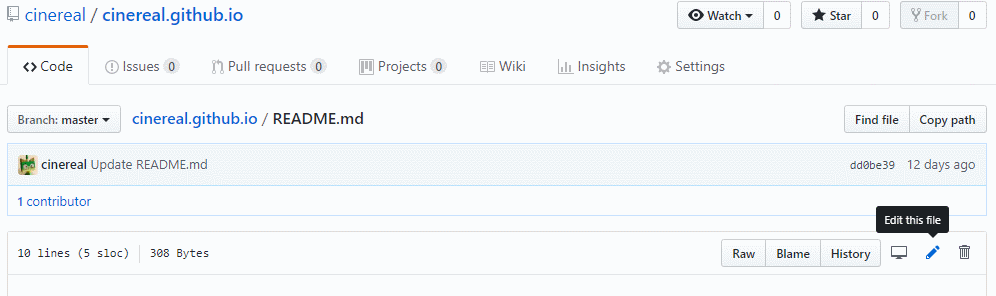 cinereal / cinereal.github.io Watch 0 Star 0 Fork 0
Code Issues 0 Pull requests 0 Projects 0 Wiki Insights Settings
Branch: master cinereal.github.io / README.md Find file Copy path
cinereal Update README.md dd0be39 12 days ago
1 contributor
Edit this file
10 lines (5 sloc) 308 Bytes Raw Blame History